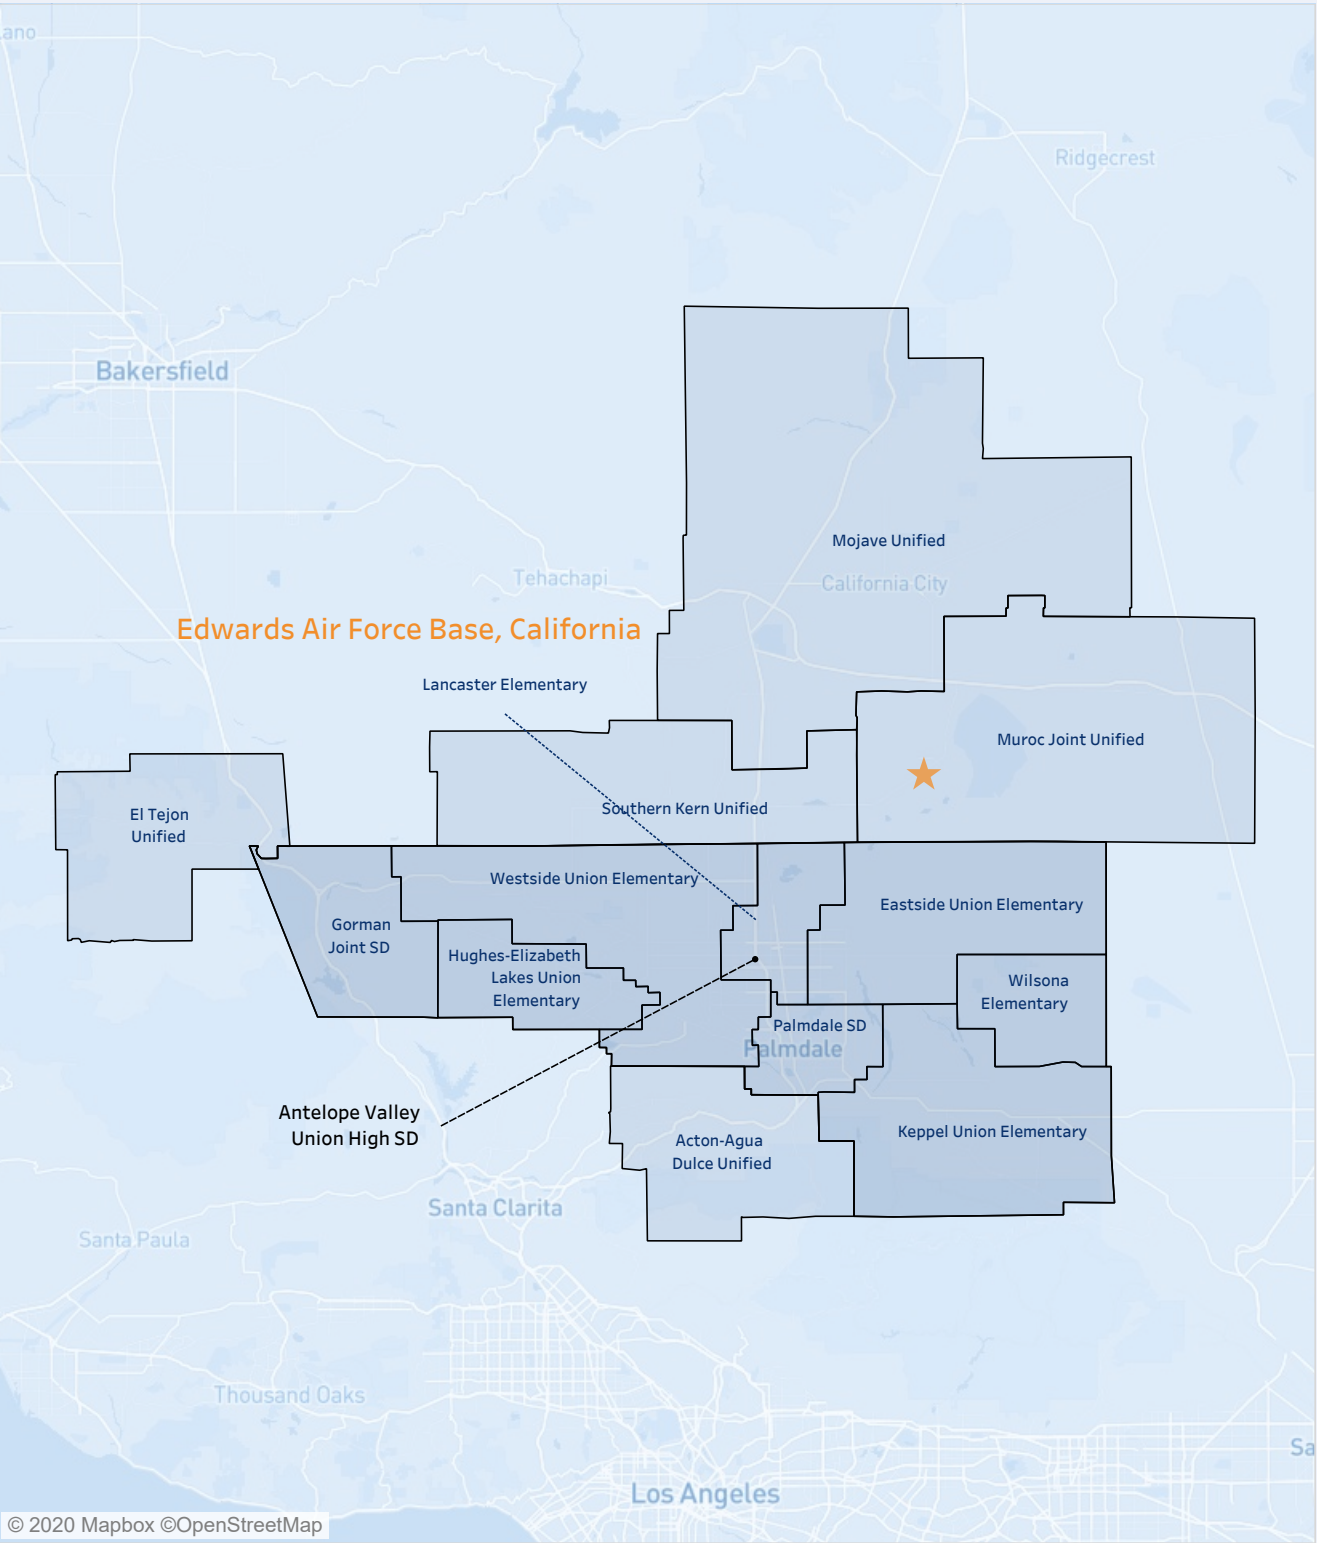 ano
Ridgecrest
Bakersfield
Mojave Unified
Tehachapi
California City
Edwards Air Force Base, California
Lancaster Elementary
Muroc Joint Unified
El Tejon
Unified
Southern Kern Unified
Westside Union Elementary
Eastside Union Elementary
Gorman
Joint SD
Hughes-Elizabeth
Lakes Union
Elementary
Wilsona
Elementary
Palmdale SD
Palmdale
Antelope Valley
Union High SD
Keppel Union Elementary
Acton-Agua
Dulce Unified
Santa Clarita
Santa Paula
Thousand Oaks
Sa
Los Angeles
© 2020 Mapbox ©OpenStreetMap